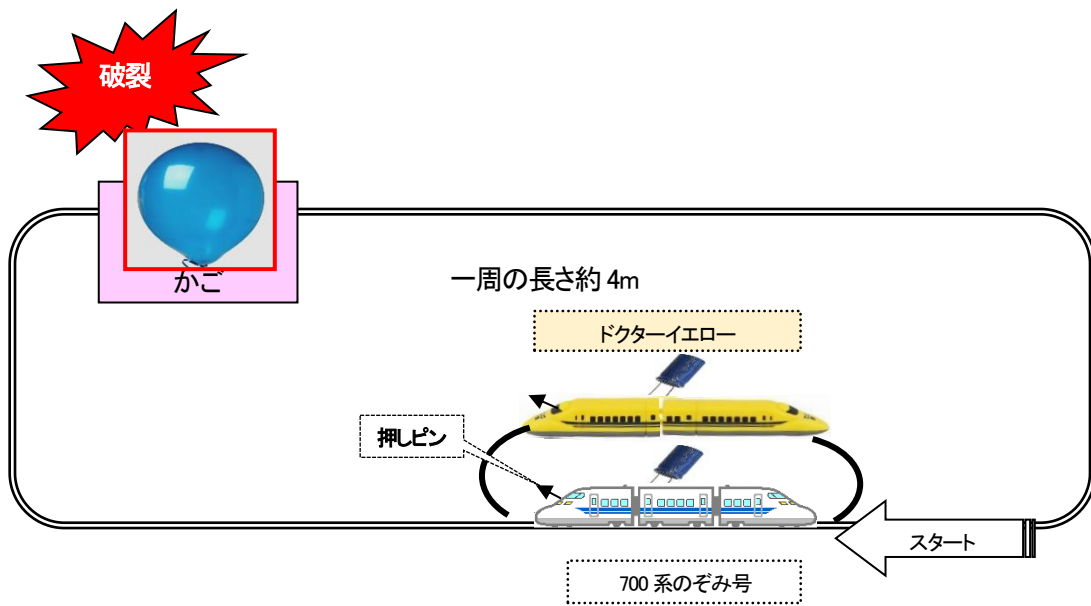 破裂
かご
一周の長さ約 4m
ドクターイエロー
押しピン
スタート
700 系のぞみ号